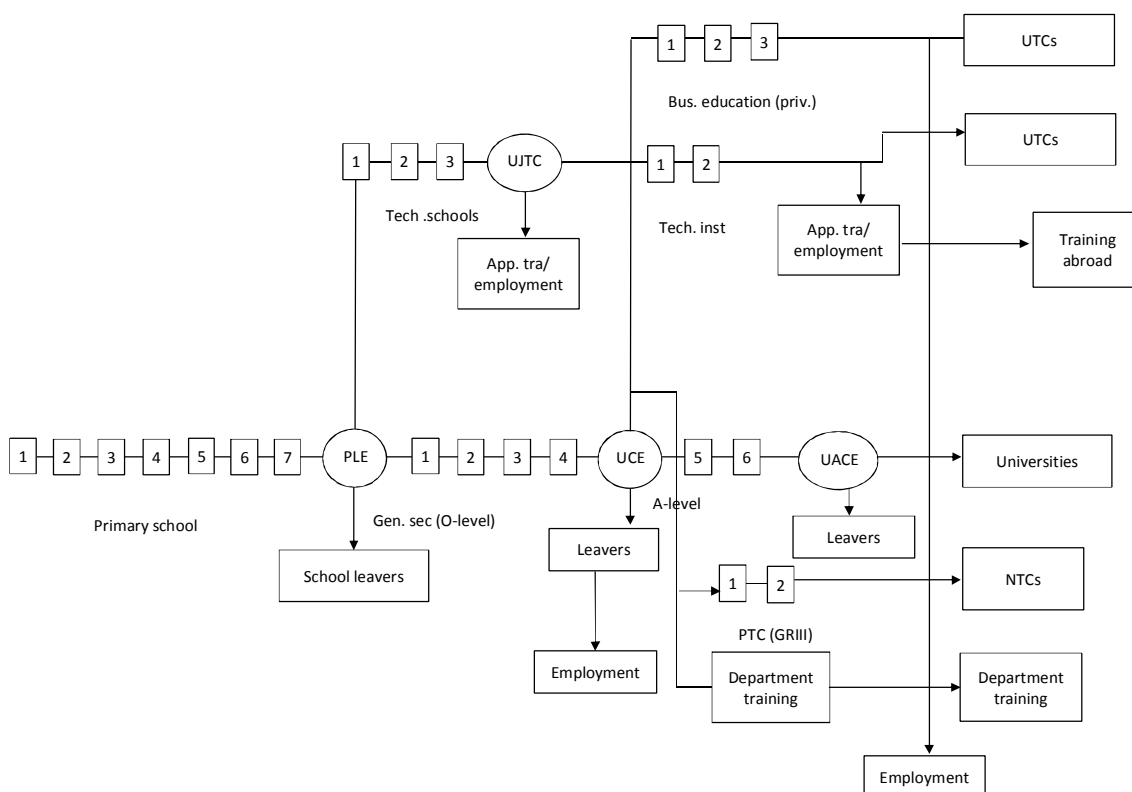 1 2 3 UTCs
Bus. education (priv.)
1 2 3 UJTC 1 2 UTCs
Tech .schools
Tech. inst
App. tra/
employment
App. tra/
employment
Training
abroad
1 2 3 4 5 6 7 PLE 1 2 3 4 UCE 5 6 UACE Universities
Primary school
Gen. sec (O-level)
A-level
School leavers
Leavers
Leavers
1 2 NTCs
PTC (GRIII)
Employment
Department
training
Department
training
Employment